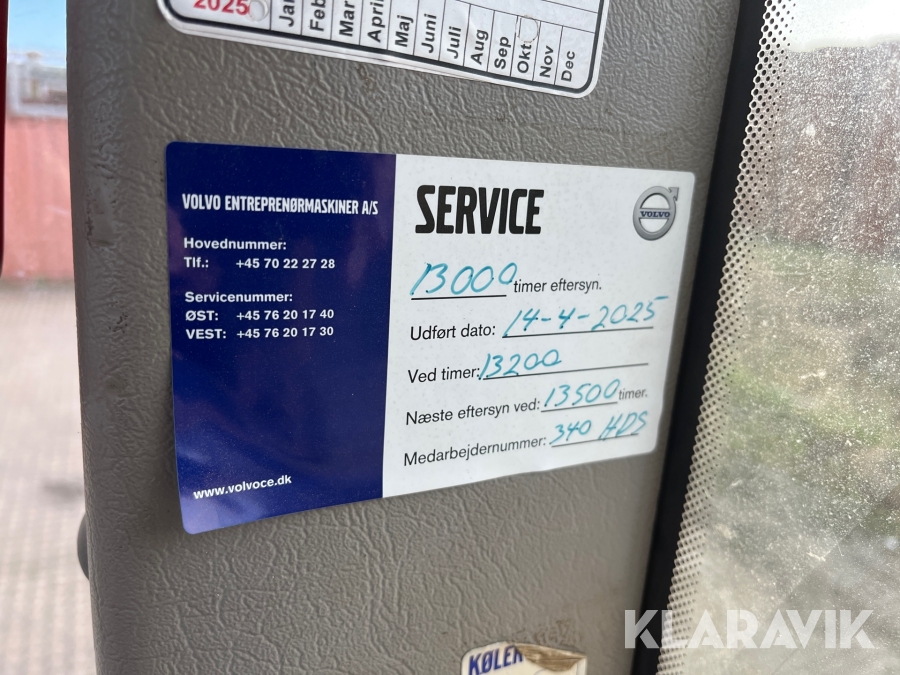 2025
Jan
Feb
Mar
April
Maj
Juni
Juli
Aug
Sep
Okt
Nov
Dec
VOLVO ENTREPRENØRMASKINER A/S
Hovednummer:
Tlf.: +45 70 22 27 28
Servicenummer:
ØST: +45 76 20 17 40
VEST: +45 76 20 17 30
www.volvoce.dk
SERVICE
VOLVO
13000 timer eftersyn.
Udført dato: 14-4-2025
Ved timer: 13200
Næste eftersyn ved: 13500 timer.
Medarbejdernummer: 340 HDS
KØLER
KLARAVIK